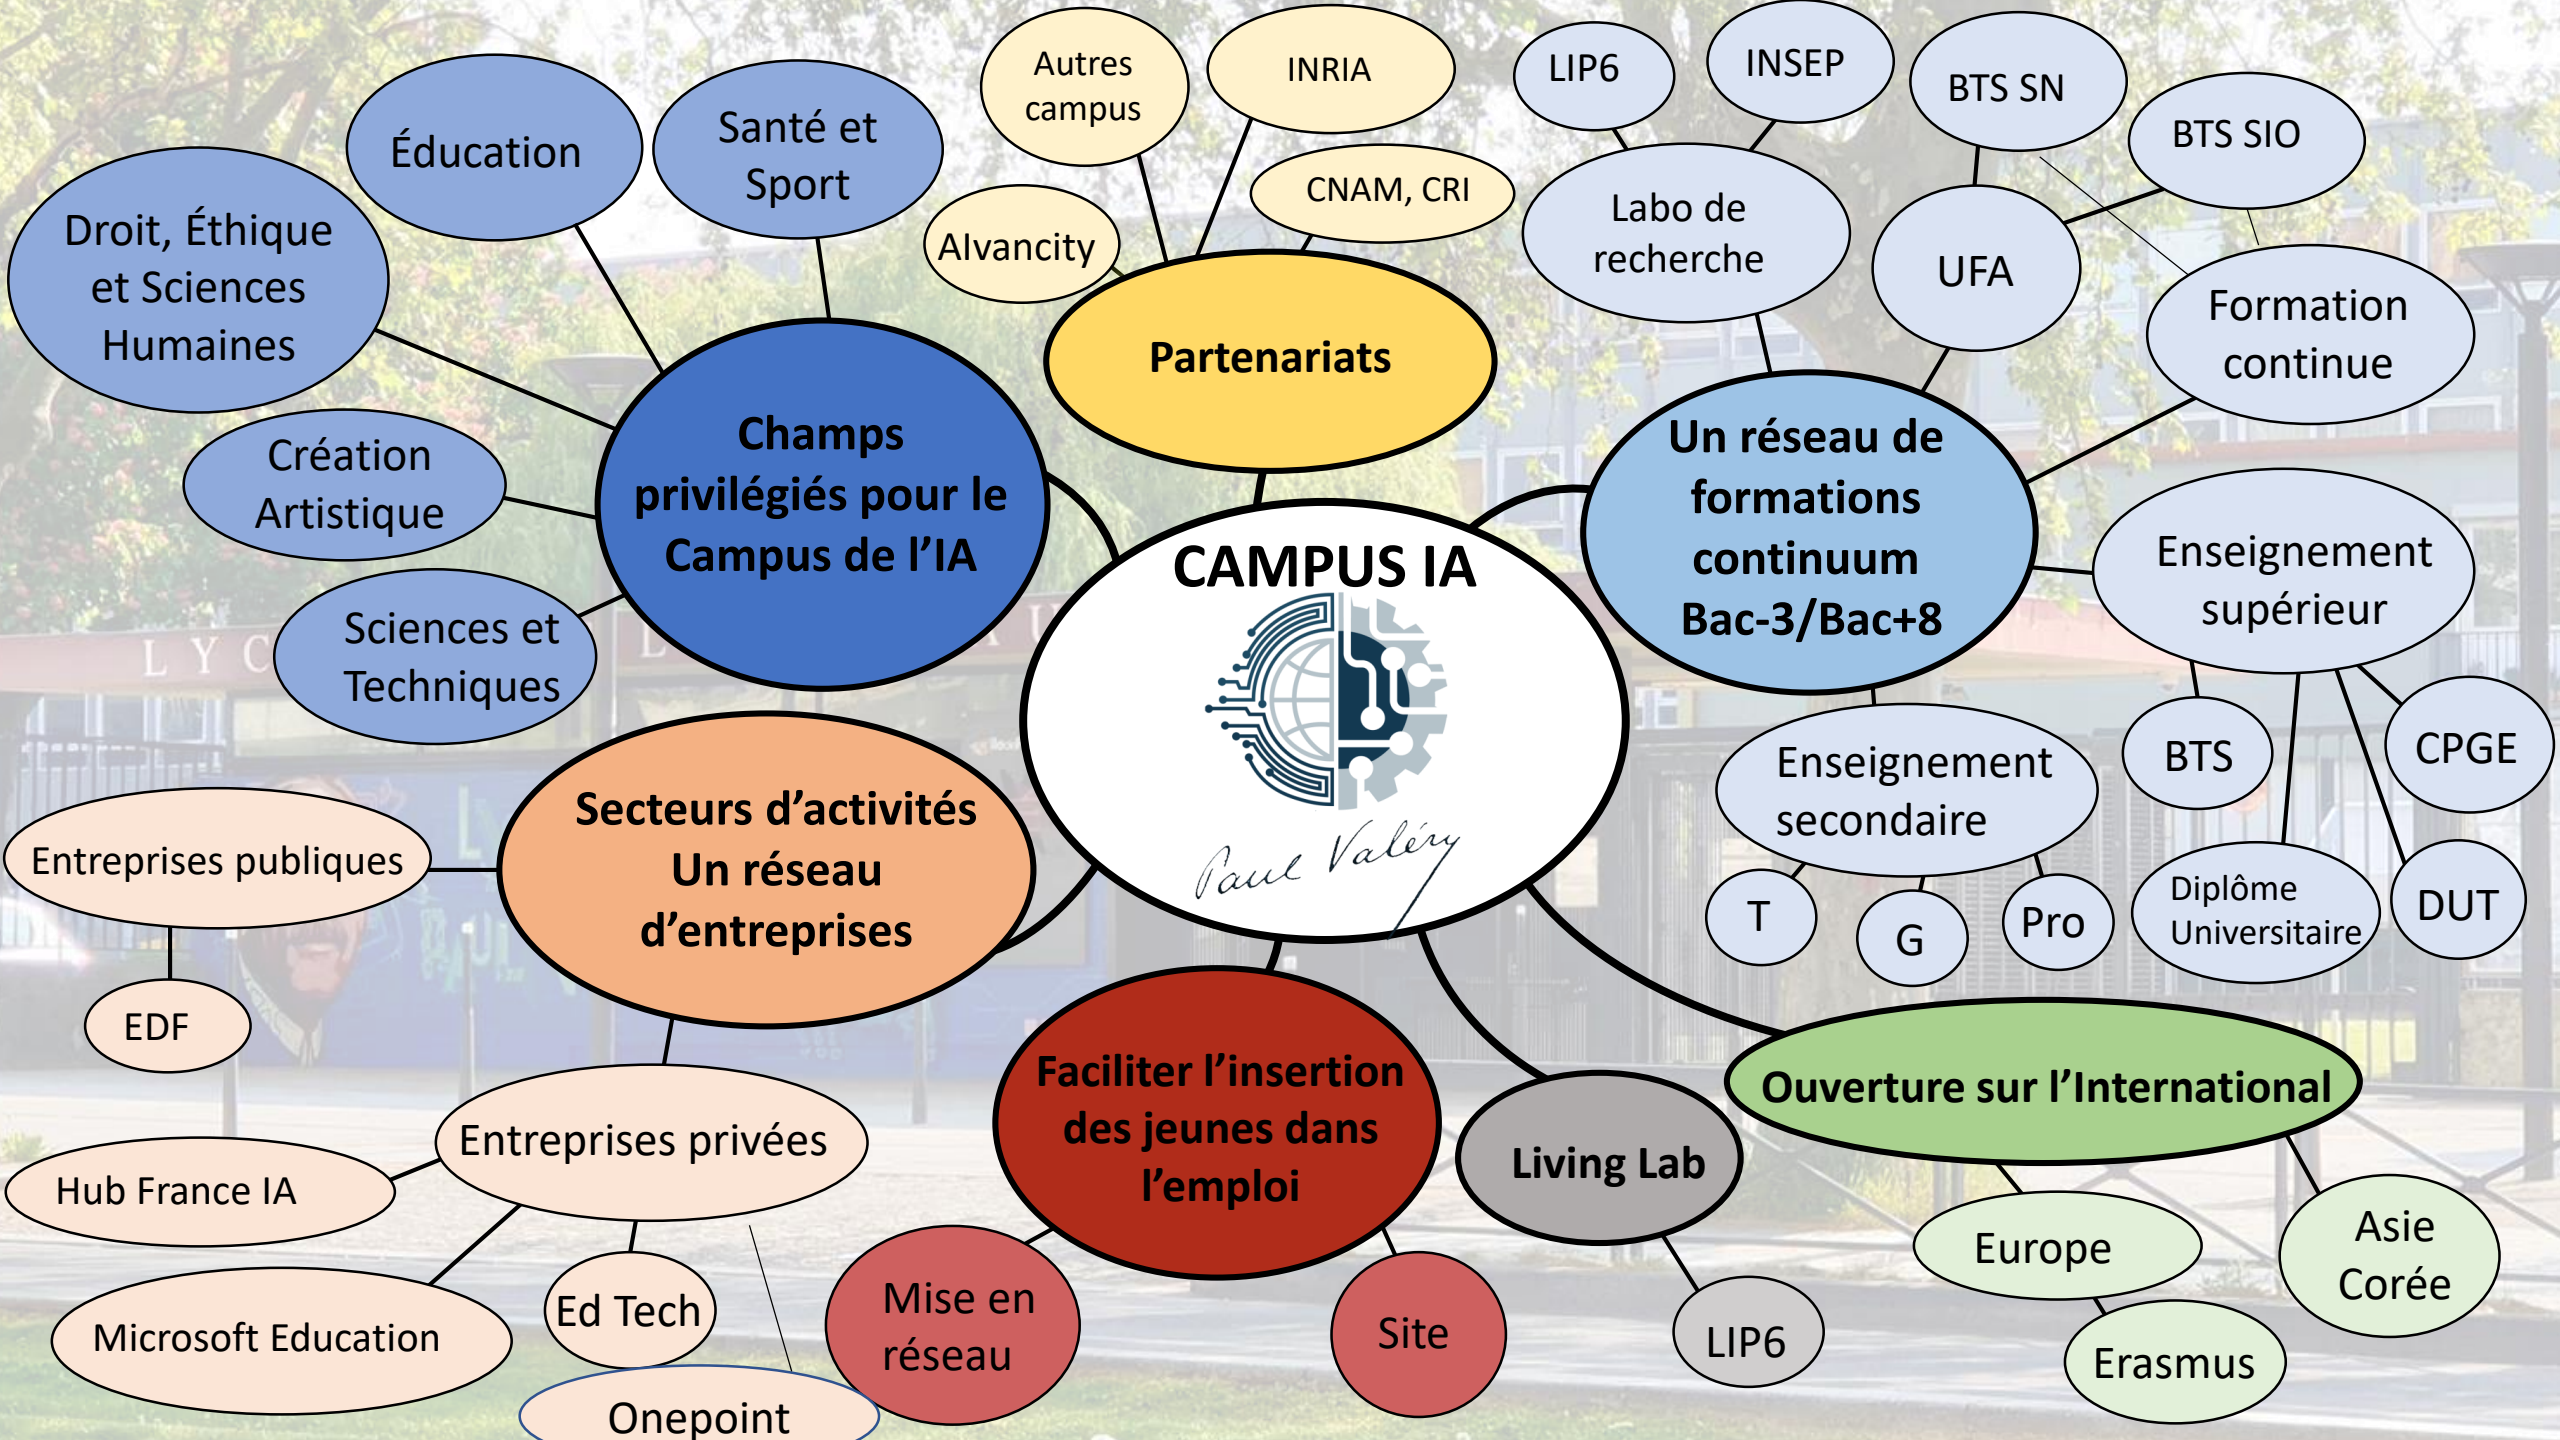 CAMPUS IA
Paul Valéry
Partenariats
Autres
campus
INRIA
CNAM, CRI
AIvancity
Champs
privilégiés pour le
Campus de l’IA
Santé et
Sport
Éducation
Droit, Éthique
et Sciences
Humaines
Création
Artistique
Sciences et
Techniques
Un réseau de
formations
continuum
Bac-3/Bac+8
Labo de
recherche
LIP6
INSEP
UFA
BTS SN
BTS SIO
Formation
continue
Enseignement
supérieur
BTS
CPGE
Diplôme
Universitaire
DUT
Enseignement
secondaire
T
G
Pro
Secteurs d’activités
Un réseau
d’entreprises
Entreprises publiques
EDF
Entreprises privées
Hub France IA
Microsoft Education
Ed Tech
Onepoint
Faciliter l’insertion
des jeunes dans
l’emploi
Mise en
réseau
Site
Living Lab
LIP6
Ouverture sur l’International
Europe
Erasmus
Asie
Corée